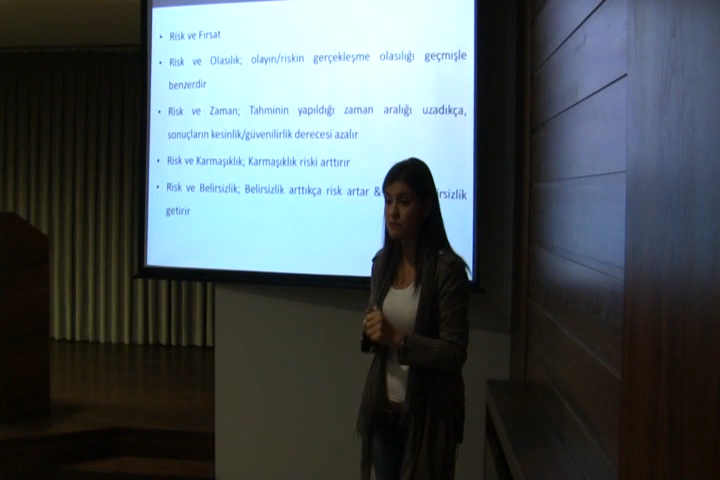 • Risk ve Fırsat
• Risk ve Olasılık; olayın/riskin gerçekleşme olasılığı geçmişle
benzerdir
• Risk ve Zaman; Tahminin yapıldığı zaman aralığı uzadıkça,
sonuçların kesinlik/güvenilirlik derecesi azalır
• Risk ve Karmaşıklık; Karmaşıklık riski arttırır
• Risk ve Belirsizlik; Belirsizlik arttıkça risk artar & rsizlik
getirir